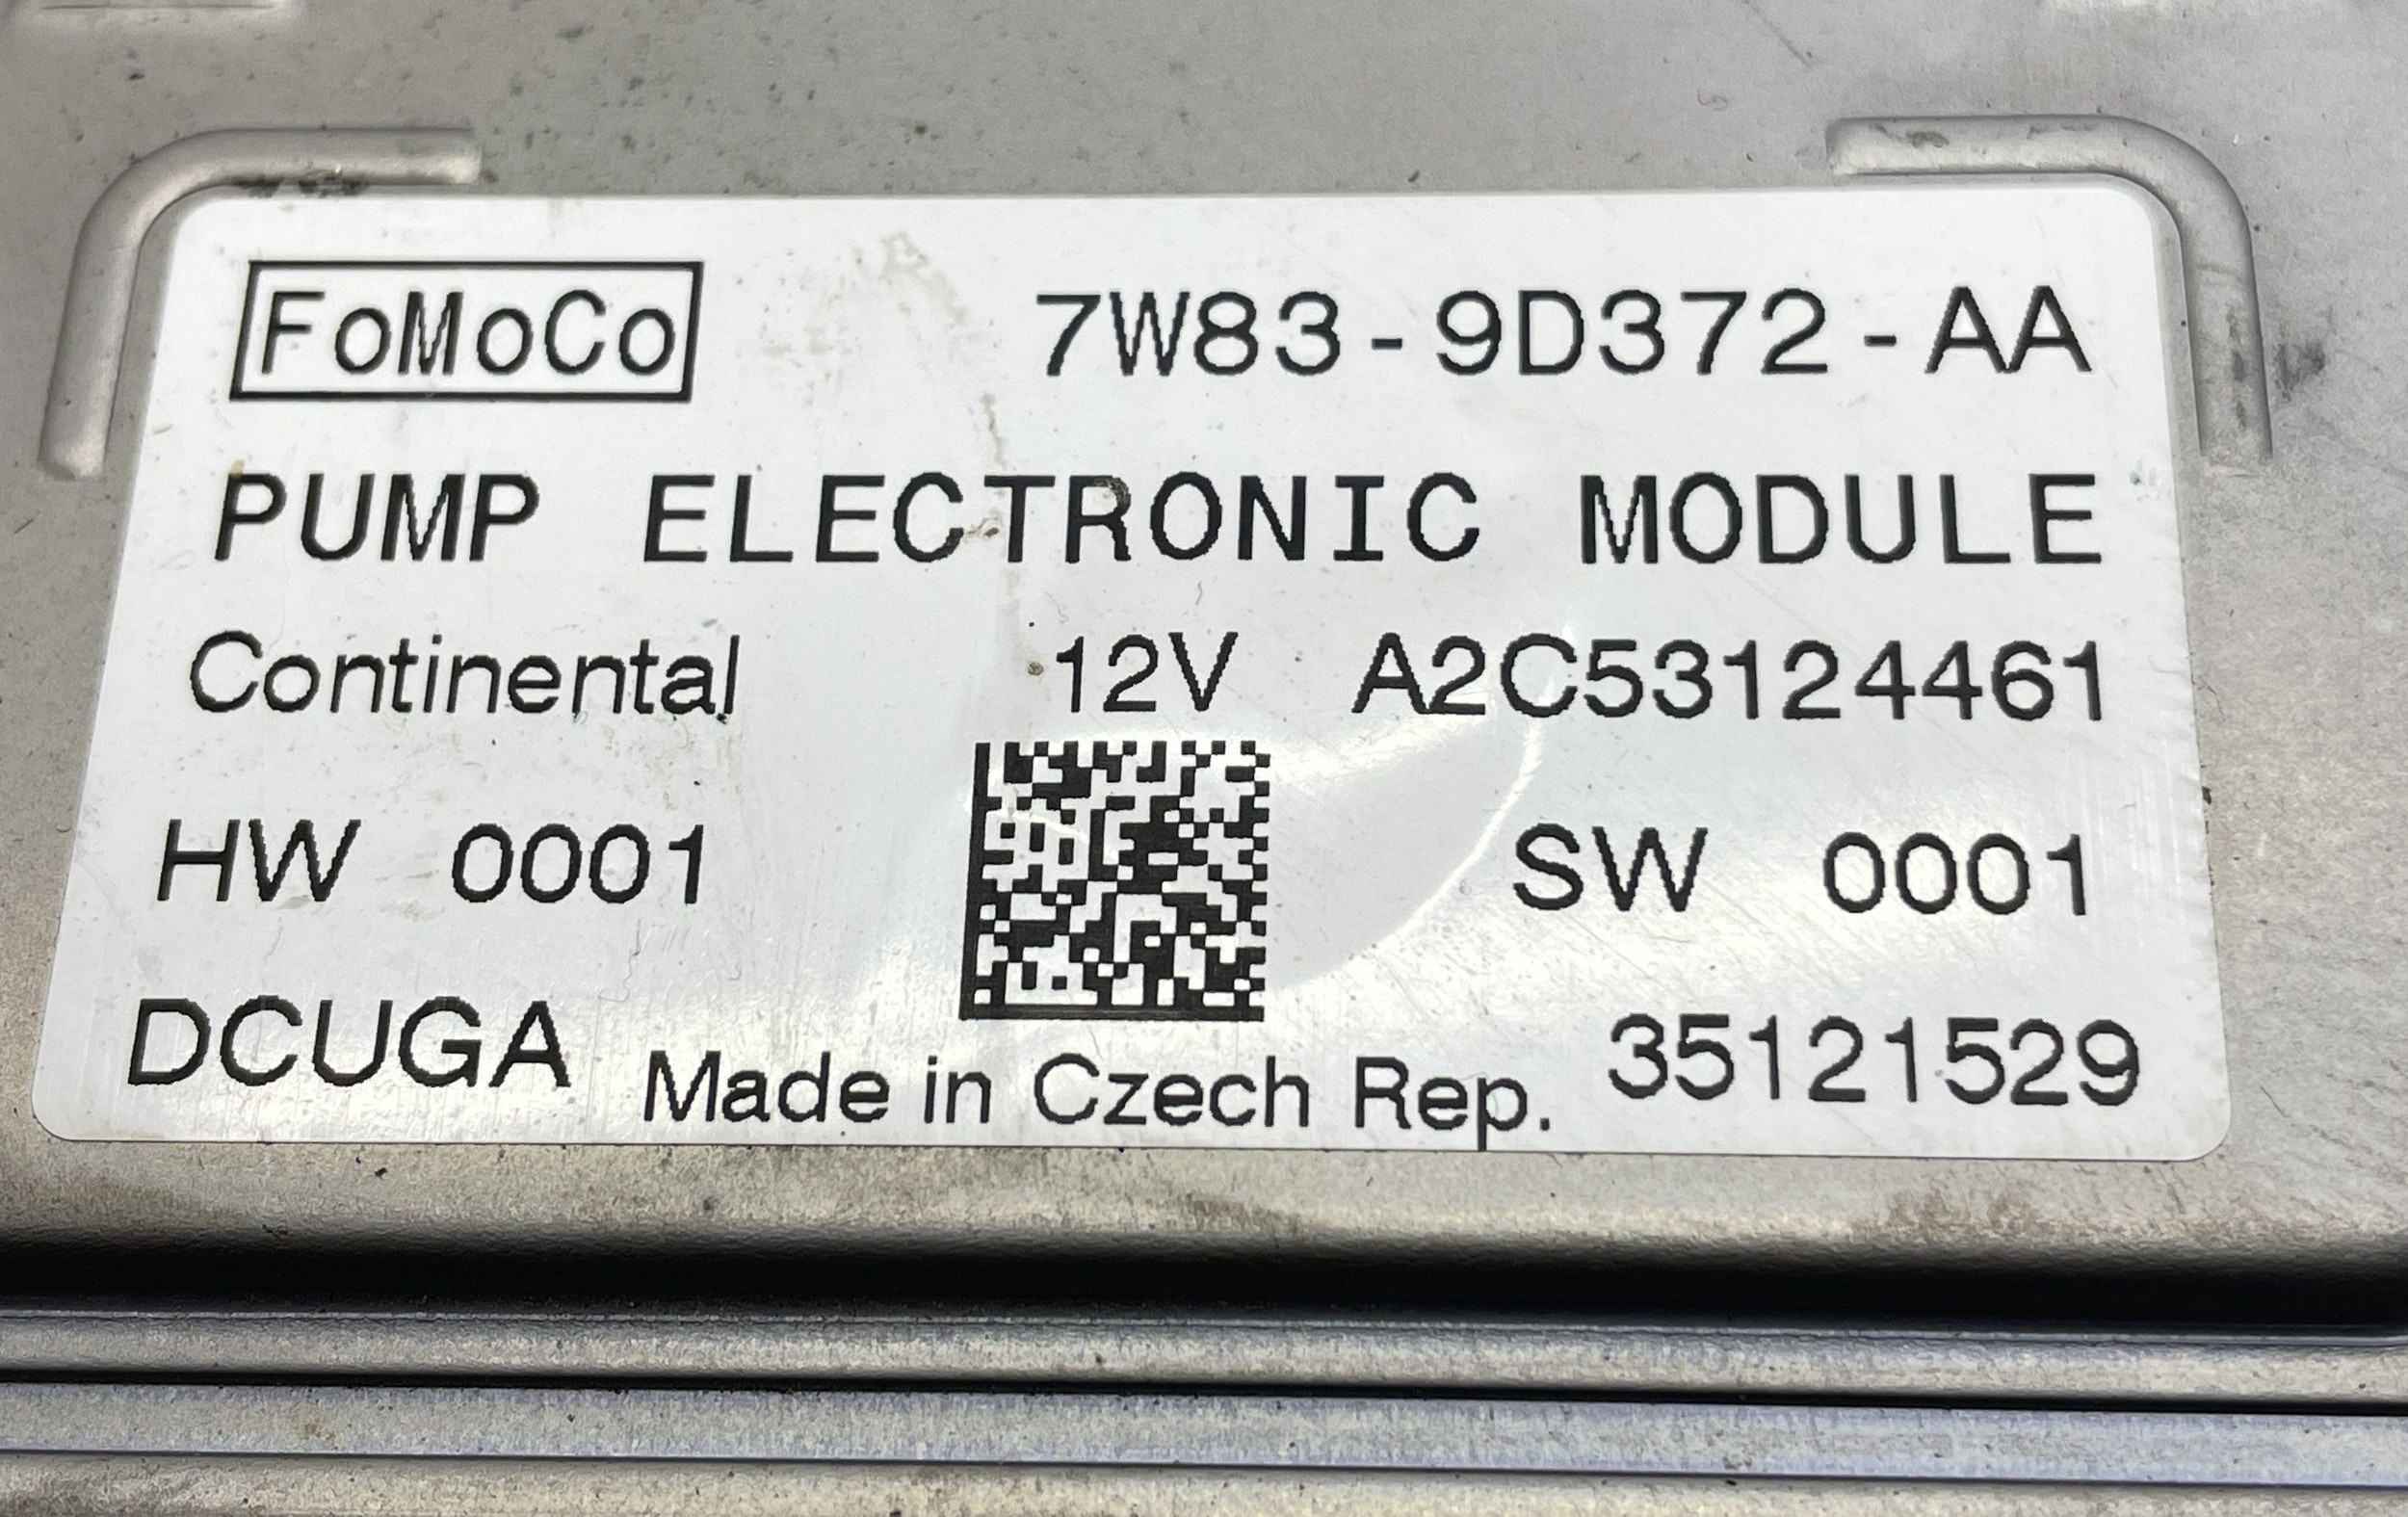 FoMoCo 7W83-9D372-AA
PUMP ELECTRONIC MODULE
Continental 12V A2C53124461
HW 0001 SW 0001
DCUGA Made in Czech Rep. 35121529